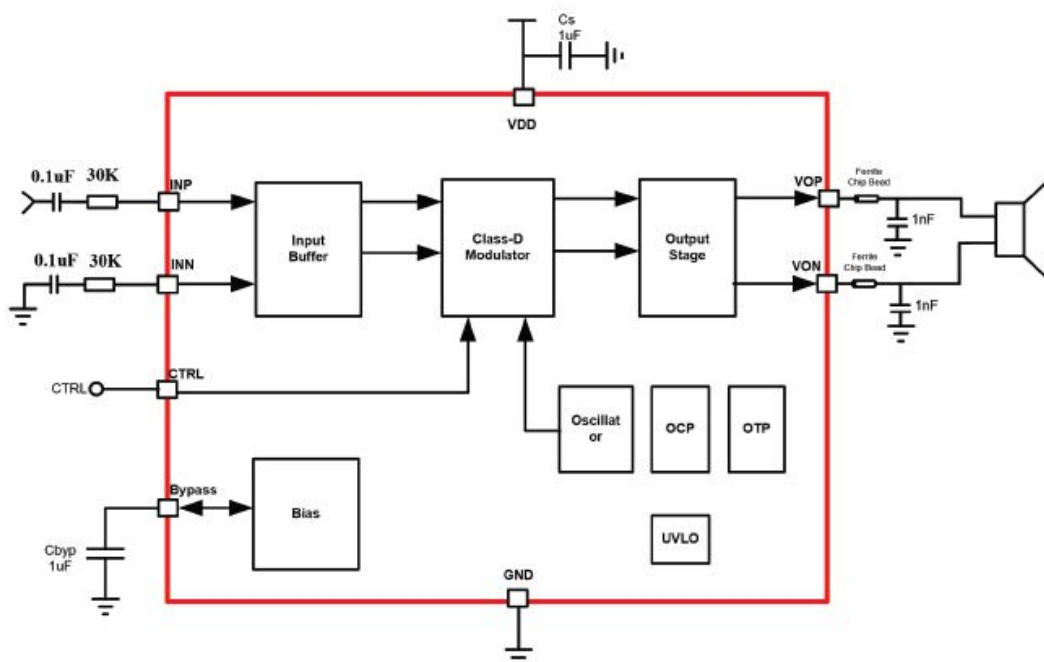 Cs
1uF
VDD
0.1uF 30K
INP
VOP
Ferrite
Chip Bead
1nF
Input
Buffer
Class-D
Modulator
Output
Stage
0.1uF 30K
INN
VON
Ferrite
Chip Bead
1nF
CTRL
CTRL
Oscillat
or
OCP
OTP
Bypass
Bias
Cbyp
1uF
UVLO
GND